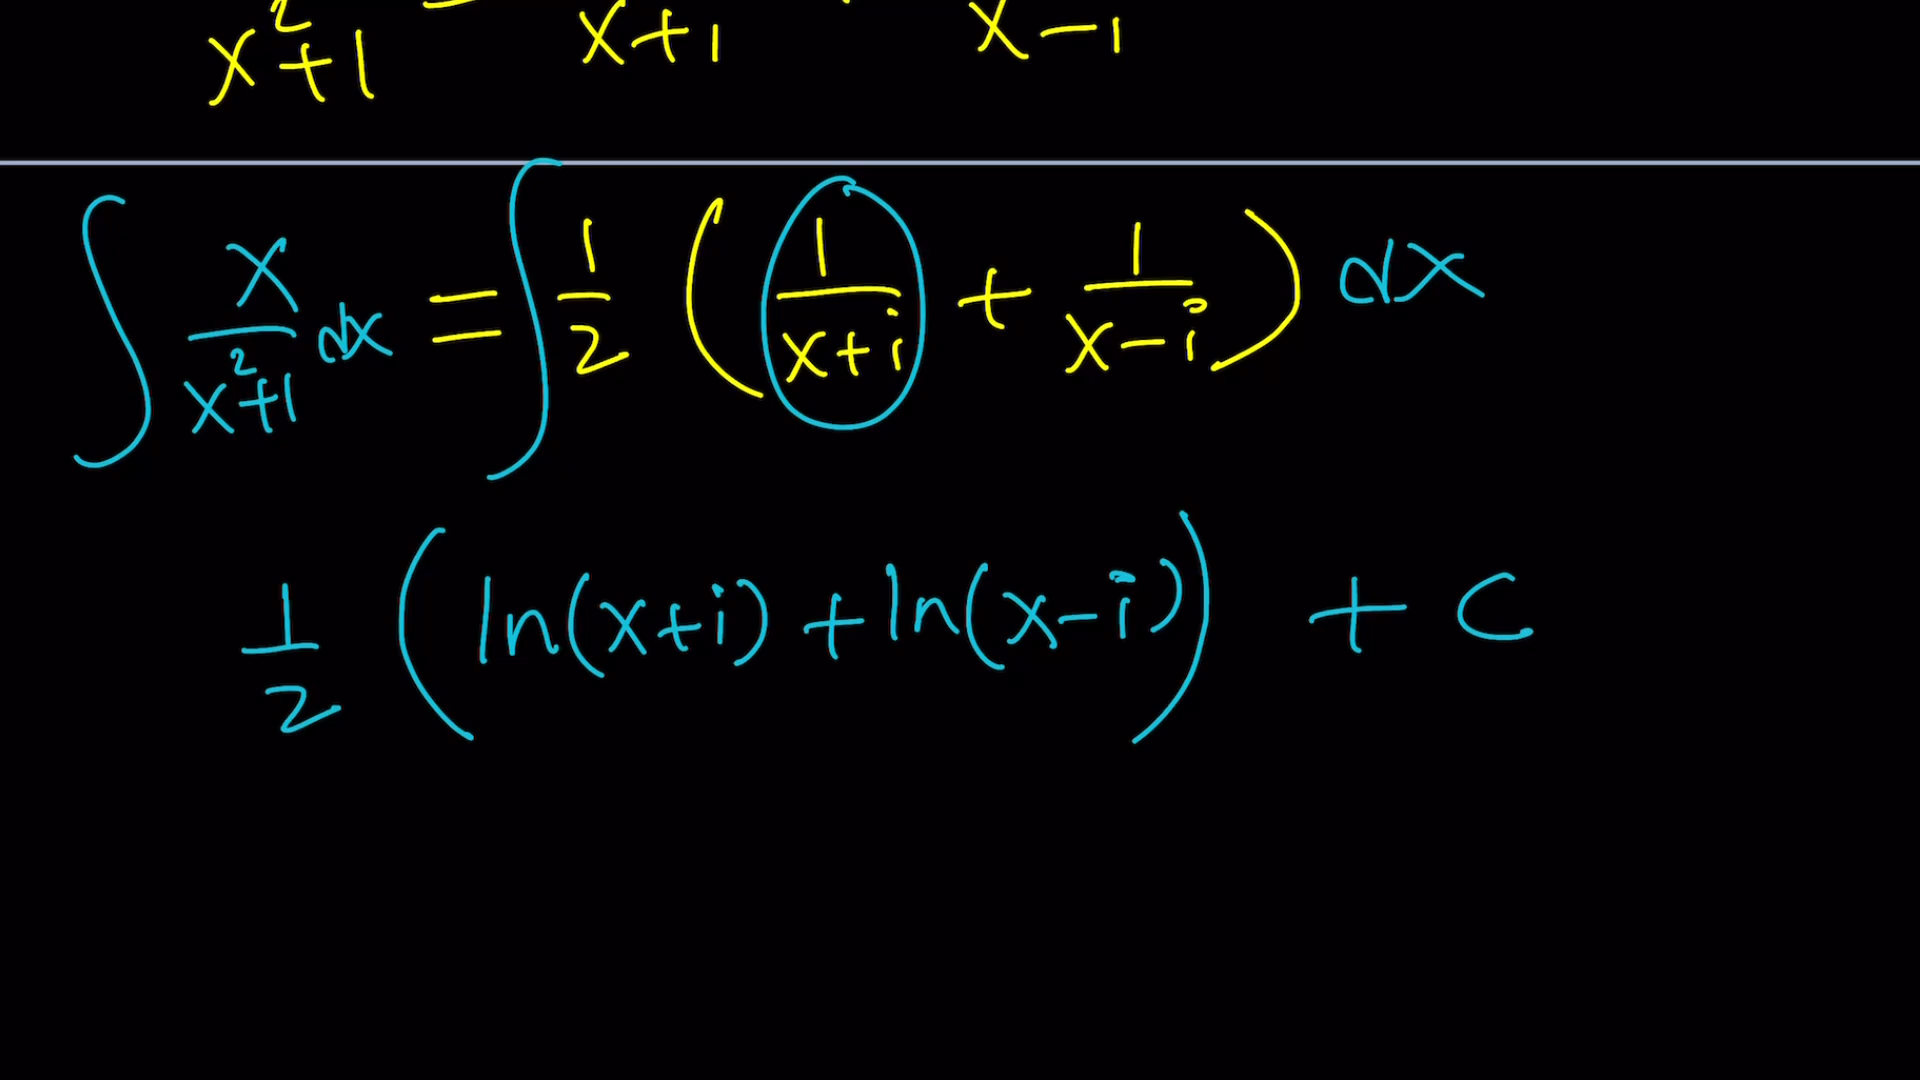 x²+1 = x+i x-i
∫ x/(x²+1) dx = ∫ 1/2 ( 1/(x+i) + 1/(x-i) ) dx
1/2 ( ln(x+i) + ln(x-i) ) + C